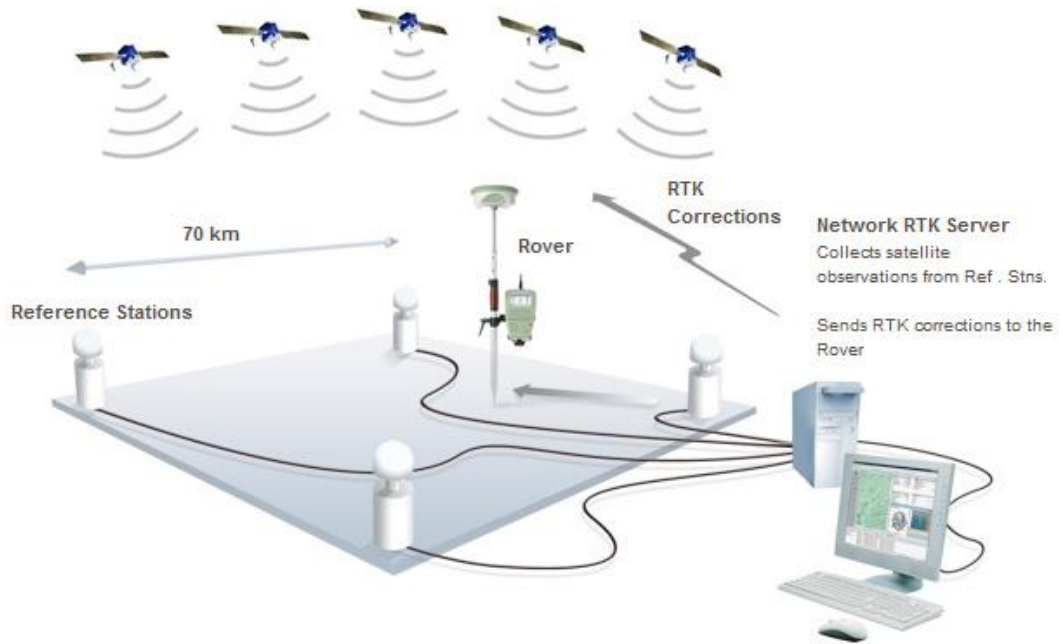 RTK
Corrections
70 km
Rover
Network RTK Server
Collects satellite
observations from Ref . Stns.
Reference Stations
Sends RTK corrections to the
Rover